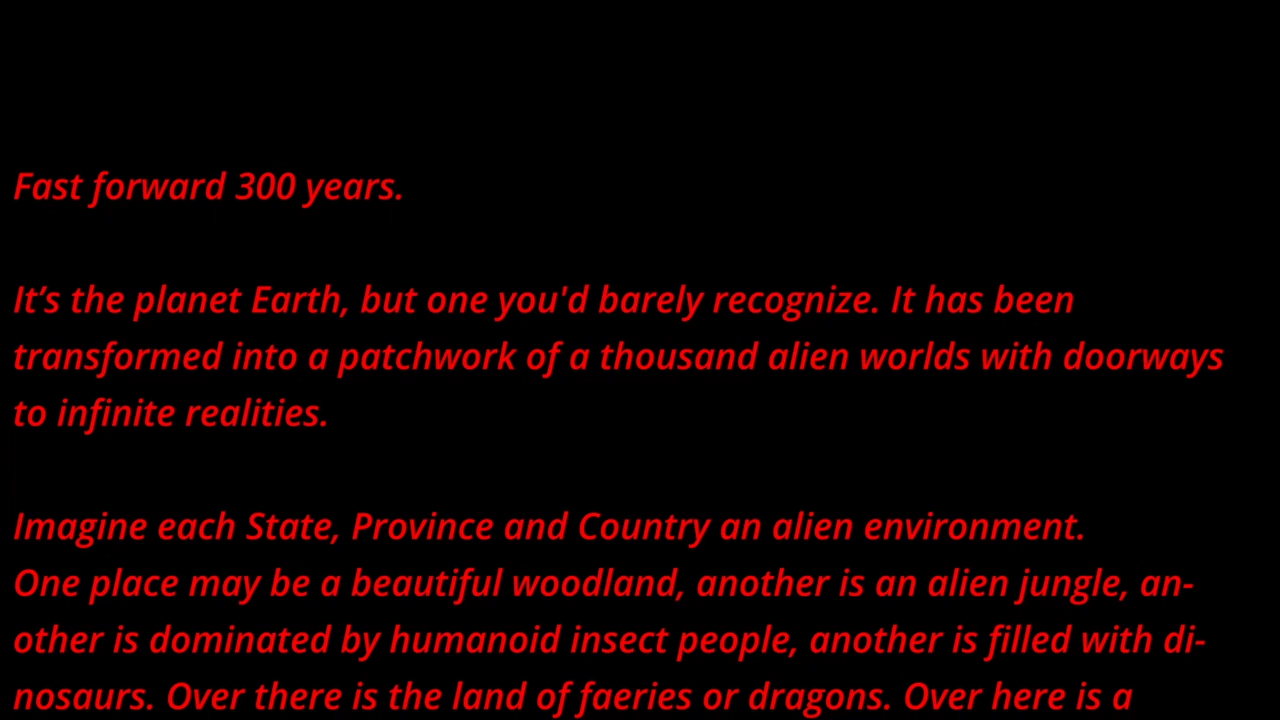 Fast forward 300 years.
It’s the planet Earth, but one you'd barely recognize. It has been
transformed into a patchwork of a thousand alien worlds with doorways
to infinite realities.
Imagine each State, Province and Country an alien environment.
One place may be a beautiful woodland, another is an alien jungle, an-
other is dominated by humanoid insect people, another is filled with di-
nosaurs. Over there is the land of faeries or dragons. Over here is a